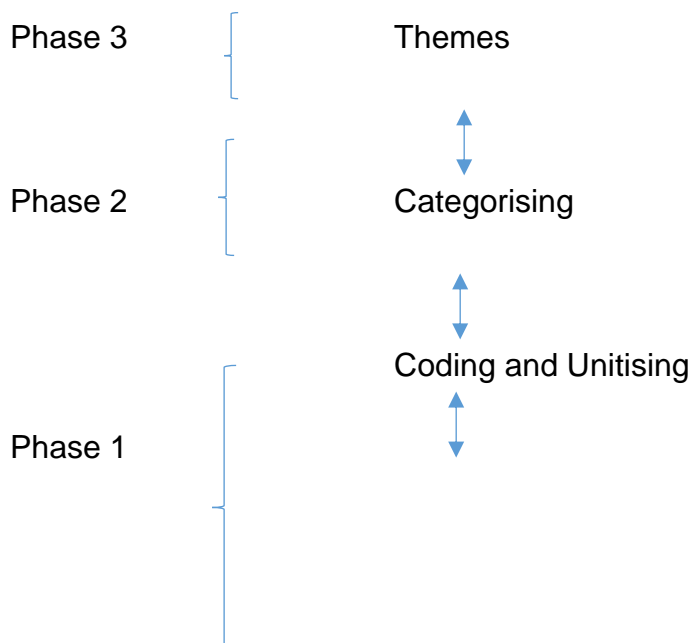 Phase 3 Themes
Phase 2 Categorising
Coding and Unitising
Phase 1